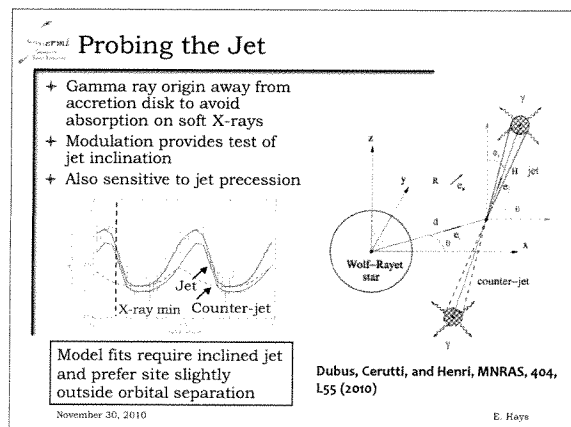 Probing the Jet
Gamma ray origin away from
accretion disk to avoid
absorption on soft X-rays
Modulation provides test of
jet inclination
Also sensitive to jet precession
X-ray min
Jet
Counter-jet
Model fits require inclined jet
and prefer site slightly
outside orbital separation
γ
z
y
R
H
jet
d
θ
x
Wolf-Rayet
star
counter-jet
γ
Dubus, Cerutti, and Henri, MNRAS, 404,
L55 (2010)
November 30, 2010
E. Hays